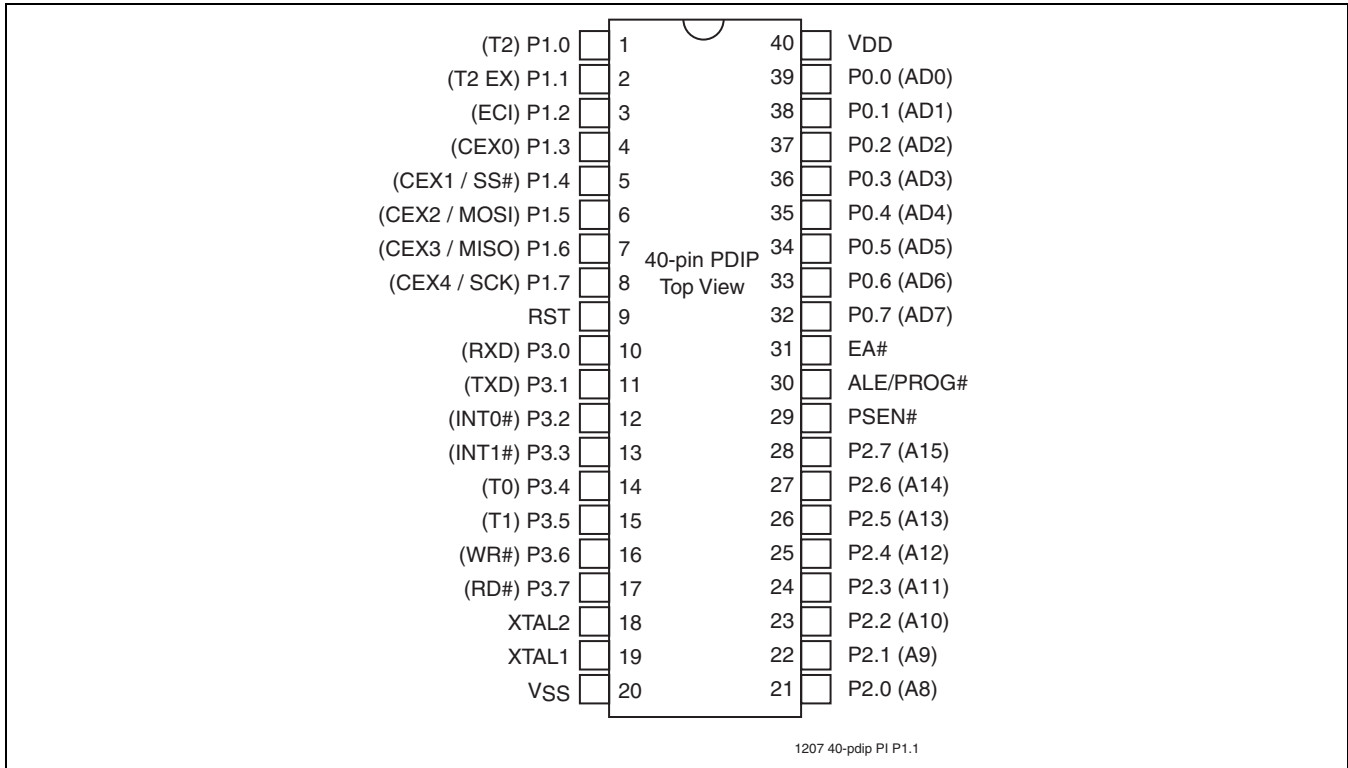 (T2) P1.0 1 40 VDD
(T2 EX) P1.1 2 39 P0.0 (AD0)
(ECI) P1.2 3 38 P0.1 (AD1)
(CEX0) P1.3 4 37 P0.2 (AD2)
(CEX1 / SS#) P1.4 5 36 P0.3 (AD3)
(CEX2 / MOSI) P1.5 6 35 P0.4 (AD4)
(CEX3 / MISO) P1.6 7 34 P0.5 (AD5)
40-pin PDIP
Top View
(CEX4 / SCK) P1.7 8 33 P0.6 (AD6)
RST 9 32 P0.7 (AD7)
(RXD) P3.0 10 31 EA#
(TXD) P3.1 11 30 ALE/PROG#
(INT0#) P3.2 12 29 PSEN#
(INT1#) P3.3 13 28 P2.7 (A15)
(T0) P3.4 14 27 P2.6 (A14)
(T1) P3.5 15 26 P2.5 (A13)
(WR#) P3.6 16 25 P2.4 (A12)
(RD#) P3.7 17 24 P2.3 (A11)
XTAL2 18 23 P2.2 (A10)
XTAL1 19 22 P2.1 (A9)
VSS 20 21 P2.0 (A8)
1207 40-pdip PI P1.1